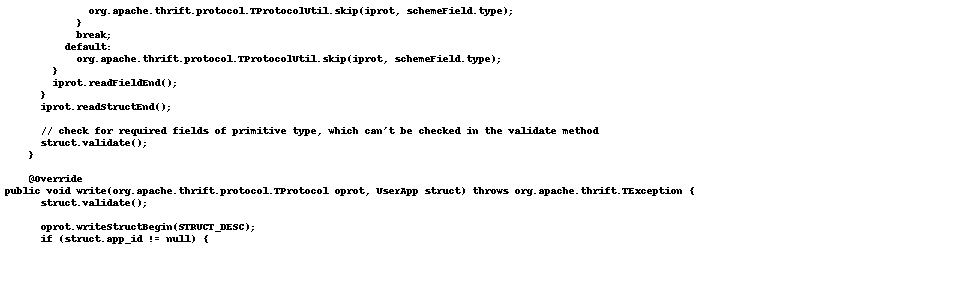 org.apache.thrift.protocol.TProtocolUtil.skip(iprot, schemeField.type);
            }
            break;
          default:
            org.apache.thrift.protocol.TProtocolUtil.skip(iprot, schemeField.type);
        }
        iprot.readFieldEnd();
      }
      iprot.readStructEnd();

      // check for required fields of primitive type, which can't be checked in the validate method
      struct.validate();
    }

    @Override
public void write(org.apache.thrift.protocol.TProtocol oprot, UserApp struct) throws org.apache.thrift.TException {
      struct.validate();

      oprot.writeStructBegin(STRUCT_DESC);
      if (struct.app_id != null) {